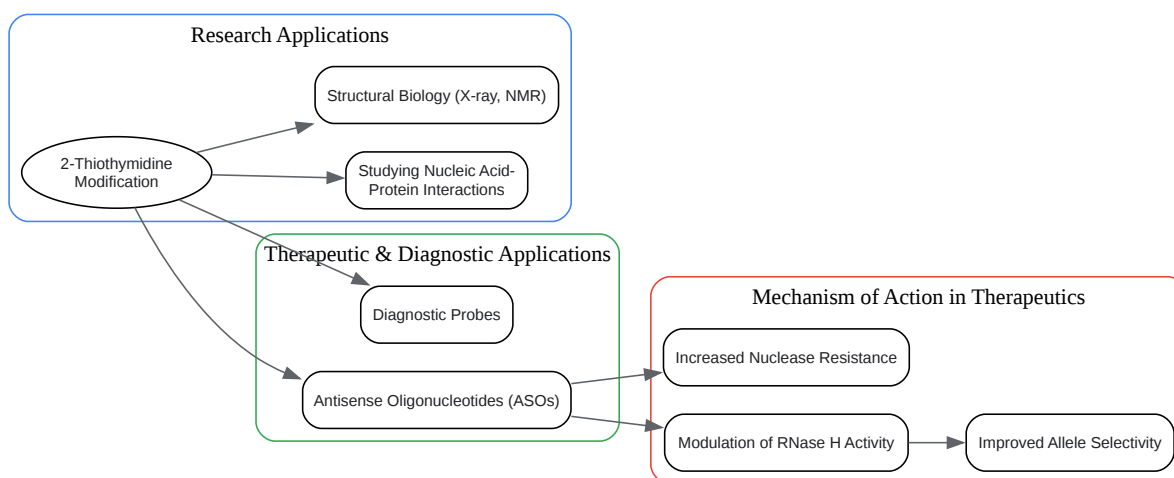 Research Applications
Structural Biology (X-ray, NMR)
2-Thiothymidine
Modification
Studying Nucleic Acid-
Protein Interactions
Therapeutic & Diagnostic Applications
Diagnostic Probes
Antisense Oligonucleotides (ASOs)
Mechanism of Action in Therapeutics
Increased Nuclease Resistance
Modulation of RNase H Activity
Improved Allele Selectivity